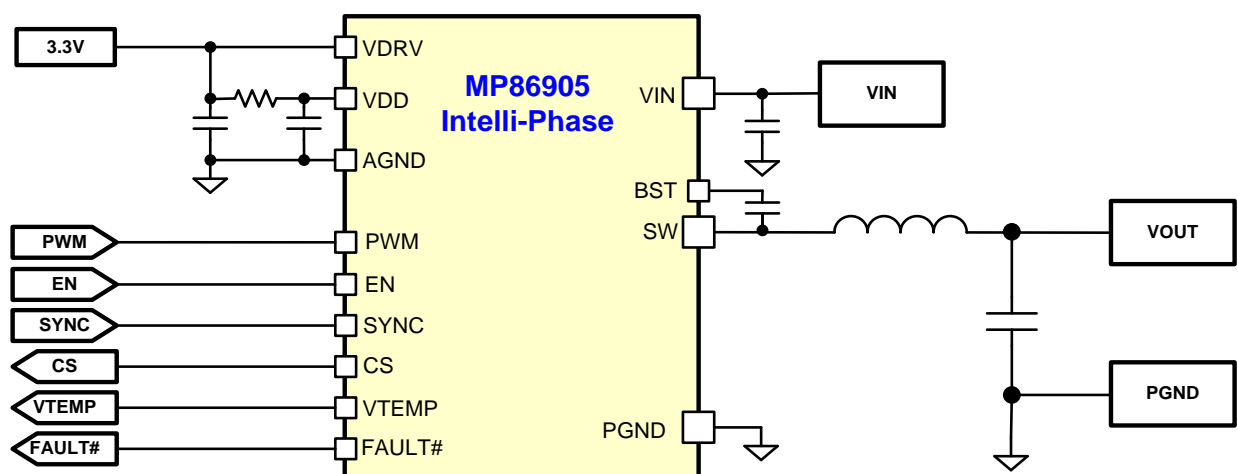 3.3V
VDRV
MP86905
Intelli-Phase
VDD
VIN
VIN
AGND
BST
PWM
PWM
SW
VOUT
EN
EN
SYNC
SYNC
CS
CS
PGND
VTEMP
VTEMP
PGND
FAULT#
FAULT#